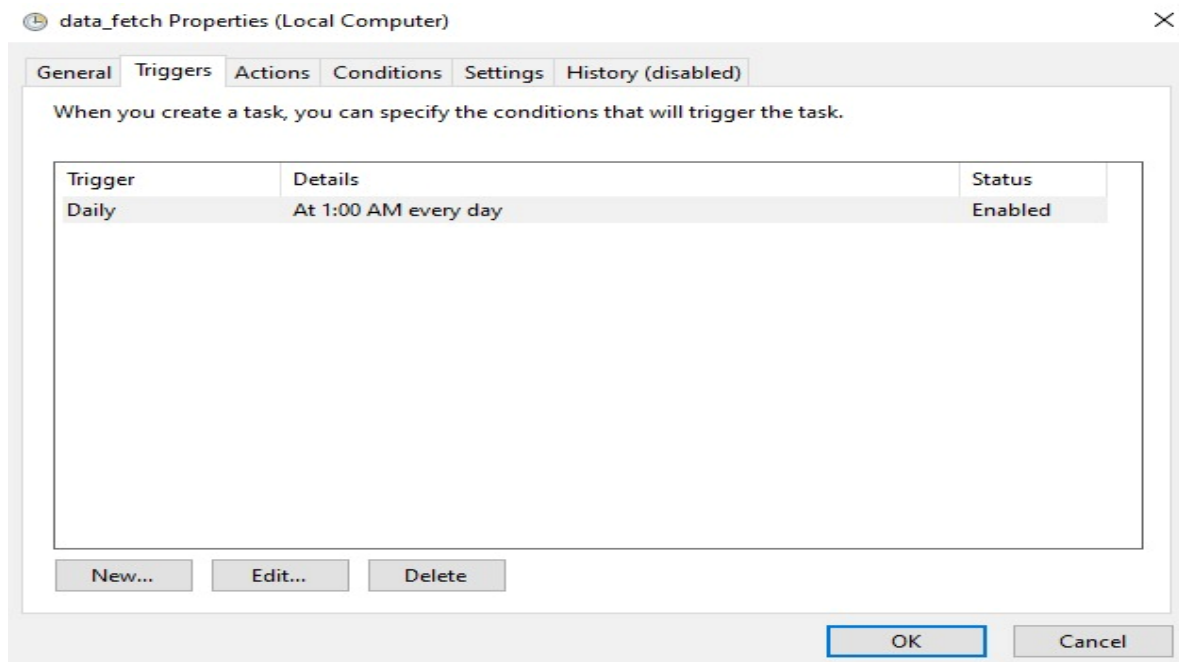 data_fetch Properties (Local Computer)
General Triggers Actions Conditions Settings History (disabled)
When you create a task, you can specify the conditions that will trigger the task.
Trigger Details Status
Daily At 1:00 AM every day Enabled
New... Edit... Delete
OK Cancel